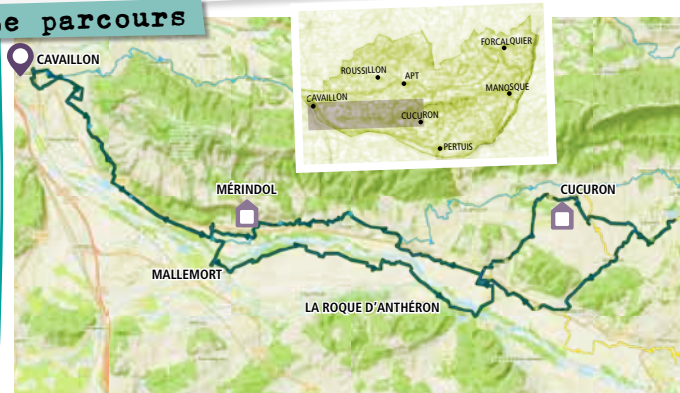 e parcours
CAVAILLON
FORCALQUIER
ROUSSILLON
APT
MANOSQUE
CAVAILLON
CUCURON
PERTUIS
MÉRINDOL
CUCURON
MALLEMORT
LA ROQUE D'ANTHÉRON